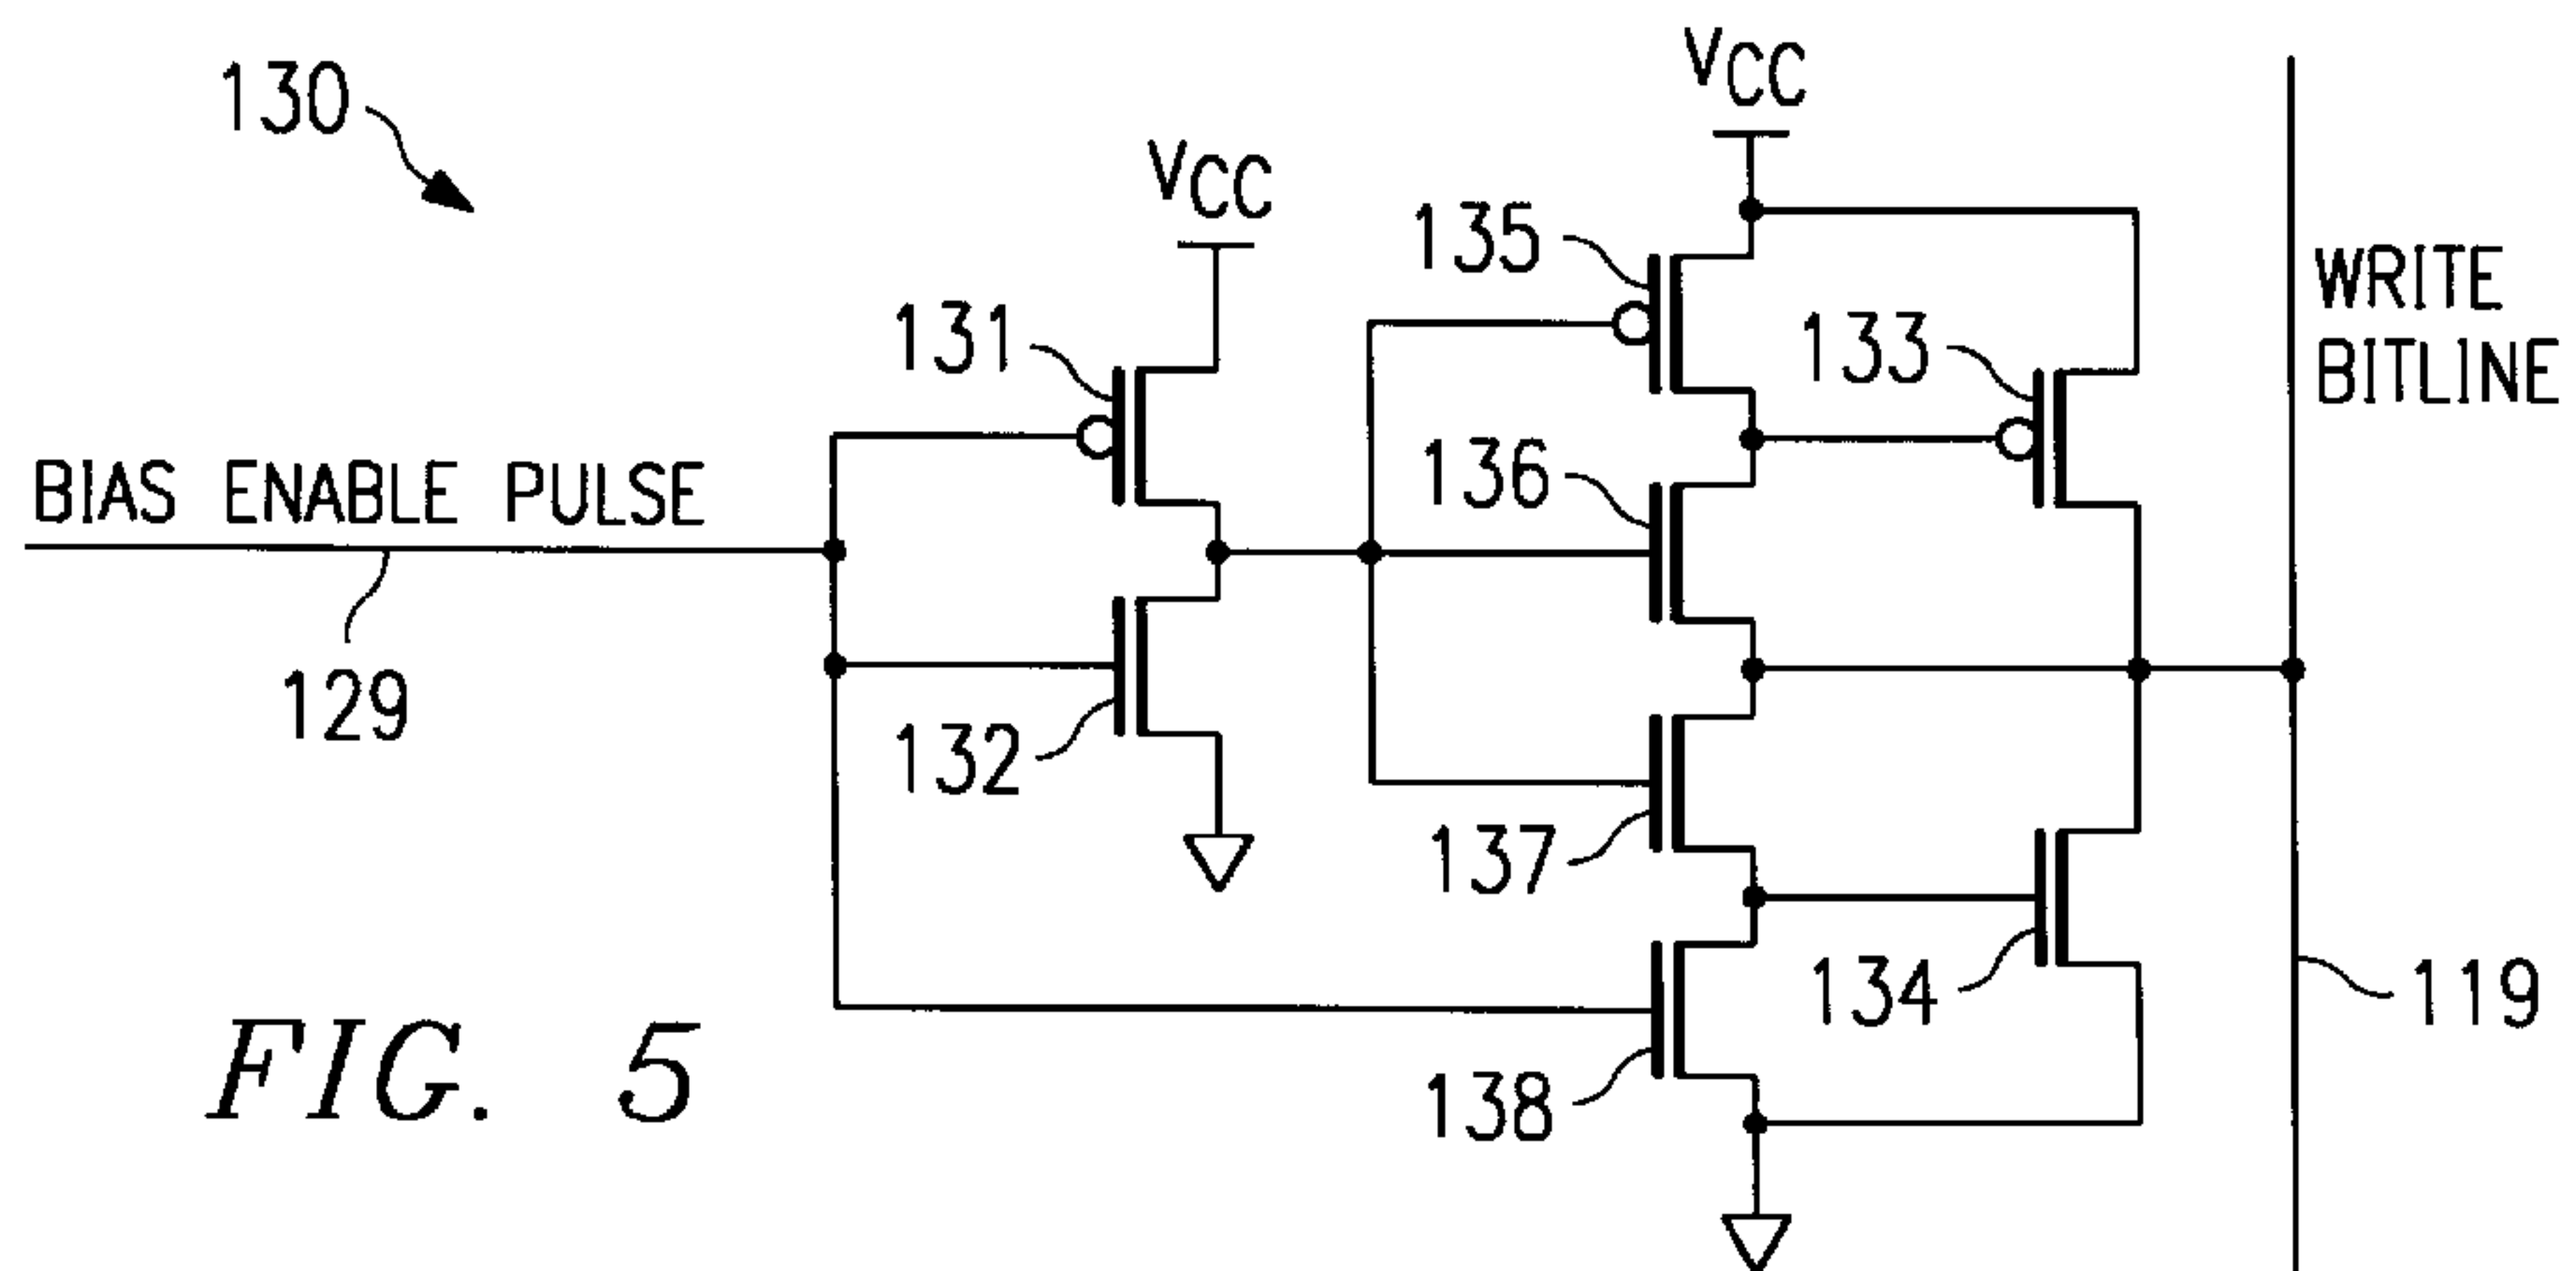 130
VCC
VCC
135
131
133
WRITE
BITLINE
136
BIAS ENABLE PULSE
129
132
137
134
119
138
FIG. 5